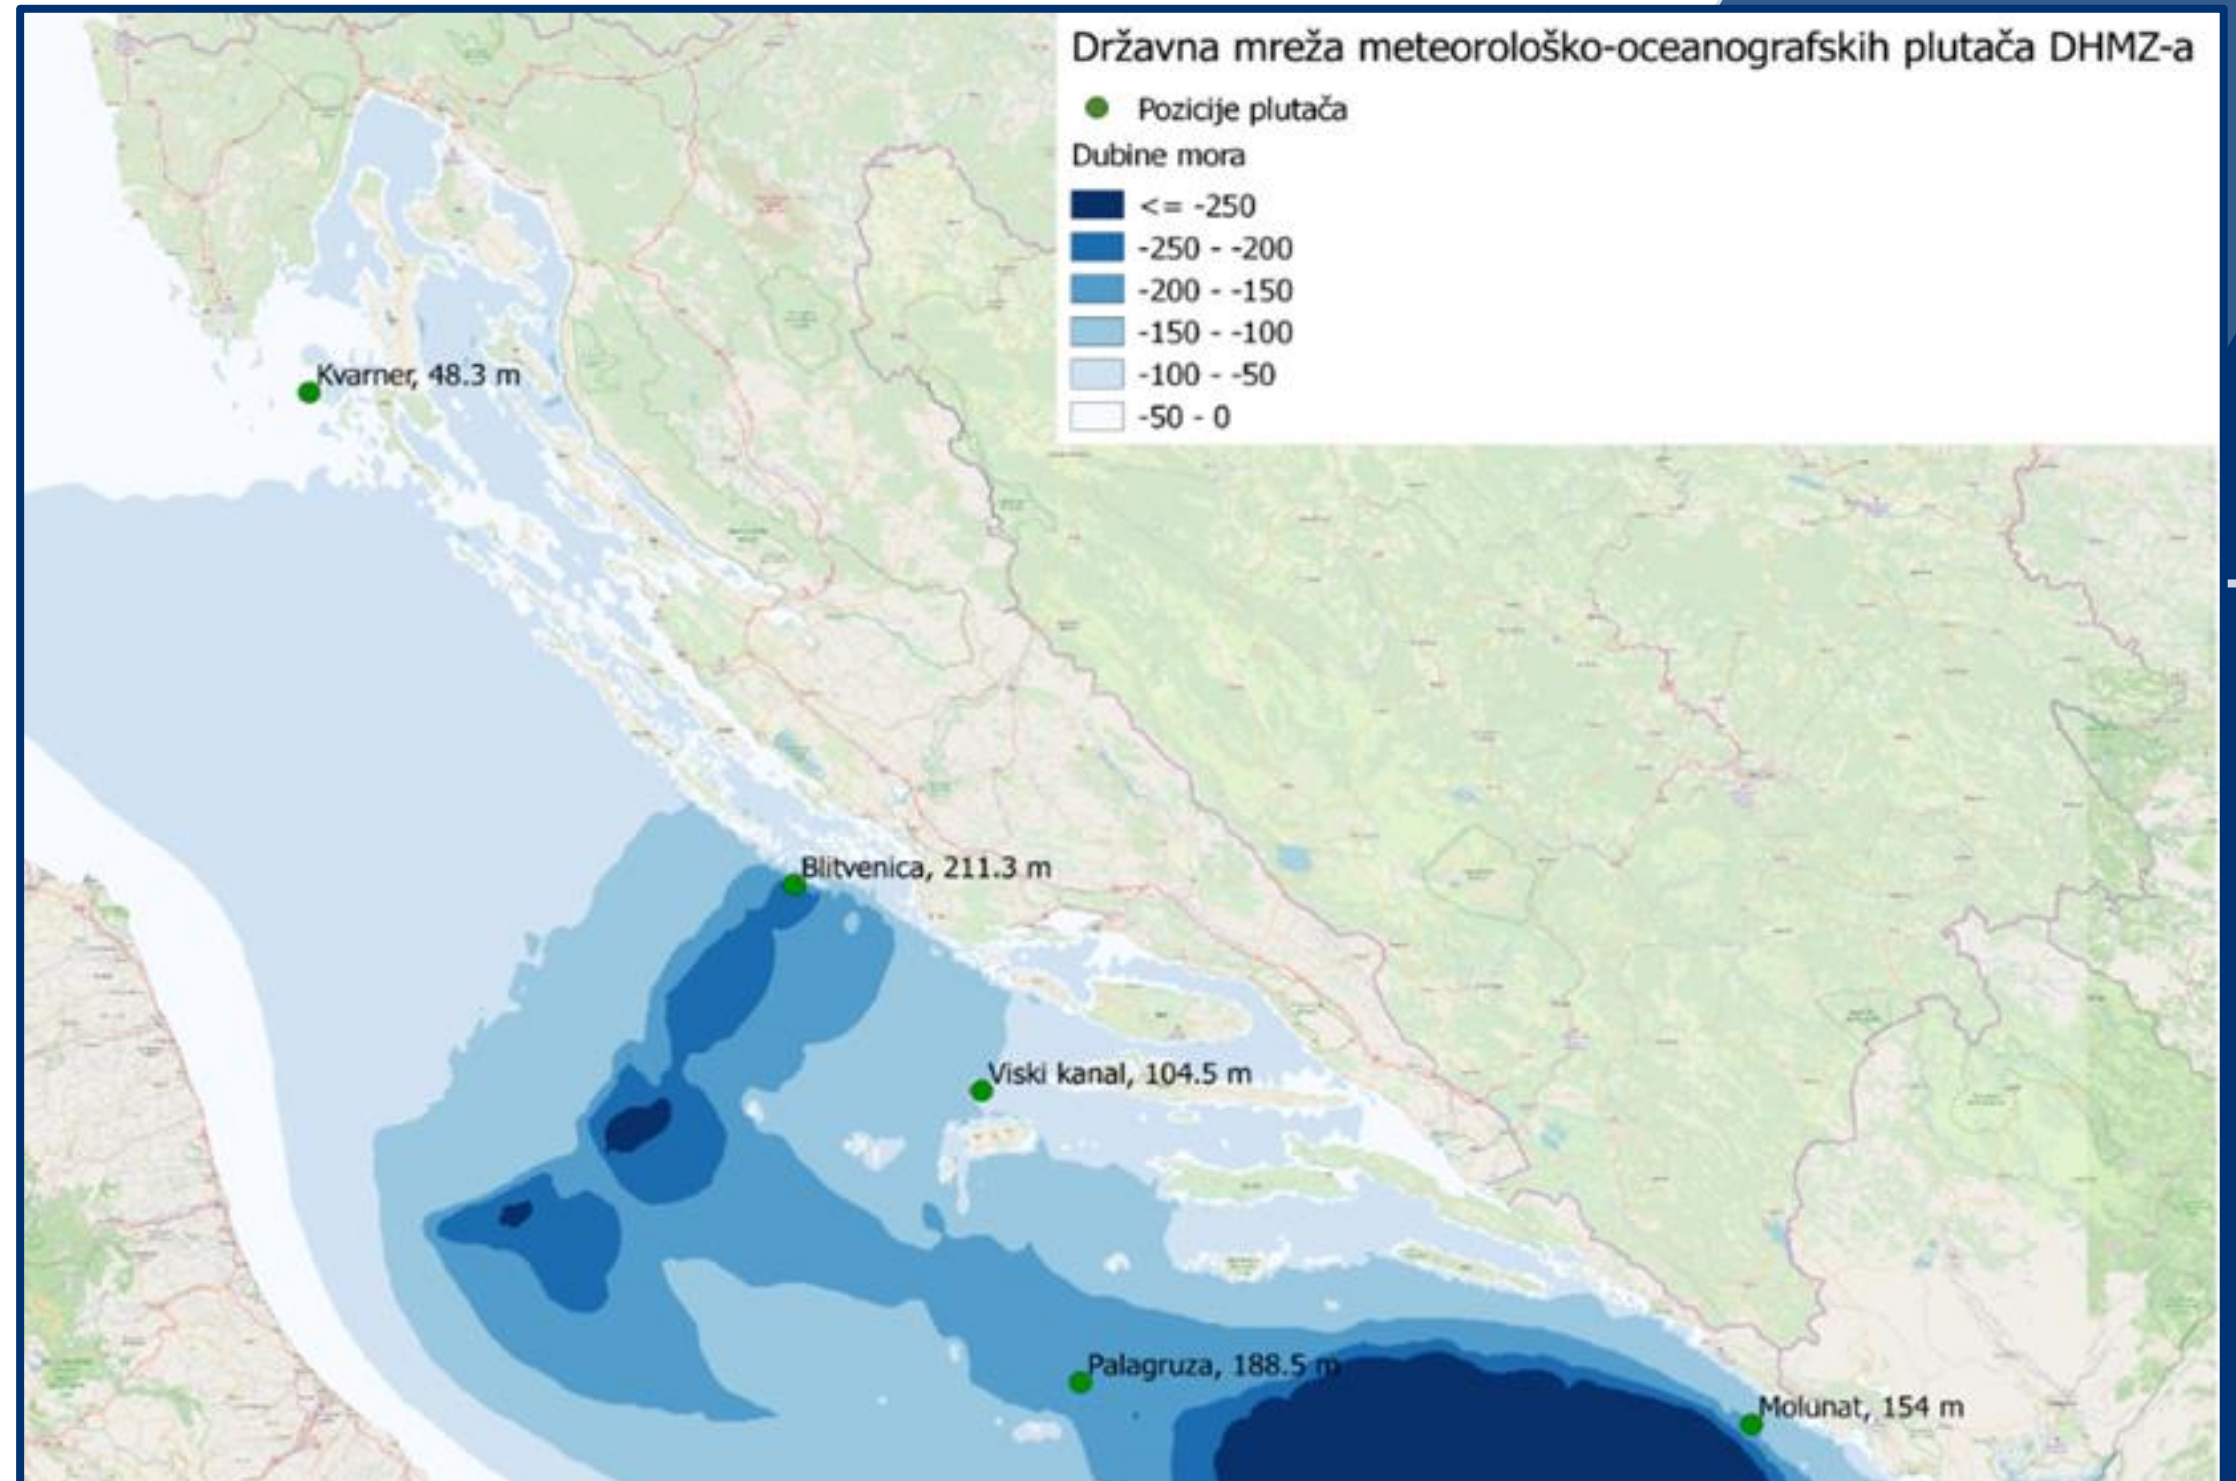 Državna mreža meteorološko-oceanografskih plutača DHMZ-a
Pozicije plutača
Dubine mora
<= -250
-250 - -200
-200 - -150
-150 - -100
-100 - -50
-50 - 0
Kvarner, 48.3 m
Blitvenica, 211.3 m
Viski kanal, 104.5 m
Palagruza, 188.5 m
Molunat, 154 m